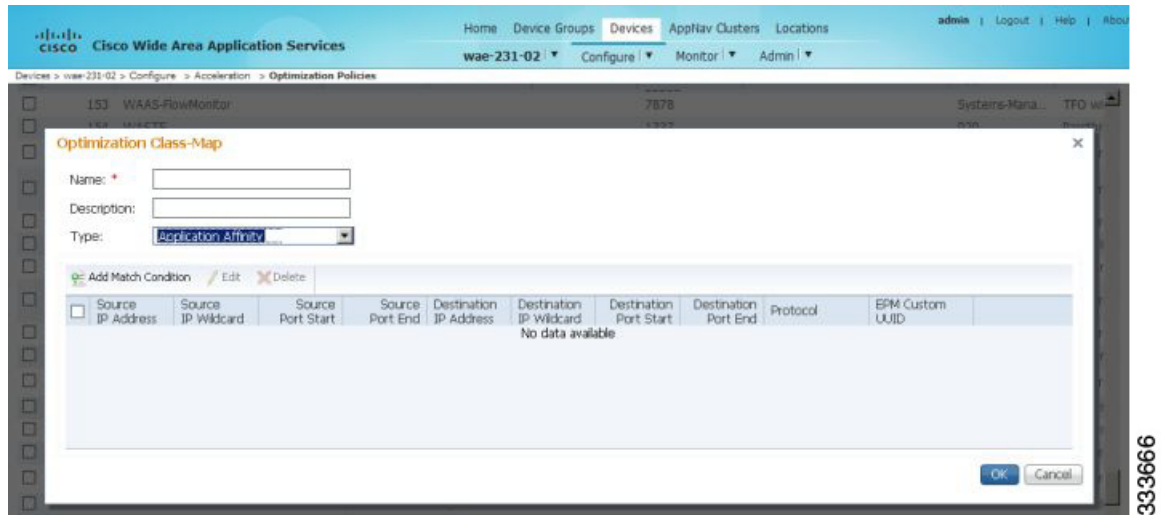 Home Device Groups Devices AppNav Clusters Locations
admin | Logout | Help | Abou
CISCO Cisco Wide Area Application Services
wae-231-02 Configure Monitor Admin
Devices > wae-231-02 > Configure > Acceleration > Optimization Policies
153 WAAS-FlowMonitor 7878 Systems-Mana... TFO wi
Optimization Class-Map
Name: *
Description:
Type: Application Affinity
Add Match Condition Edit Delete
Source IP Address Source IP Wildcard Source Port Start Source Port End Destination IP Address Destination IP Wildcard Destination Port Start Destination Port End Protocol EPM Custom UUID
No data available
OK Cancel
333666